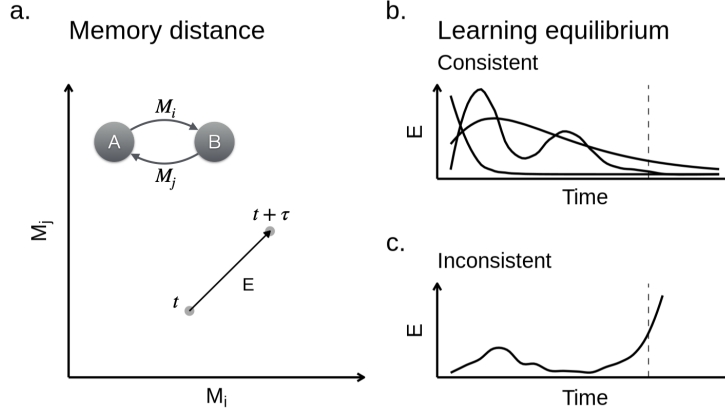 a.
Memory distance
A
B
M_i
M_j
t
t + τ
E
M_j
M_i
b.
Learning equilibrium
Consistent
E
Time
c.
Inconsistent
E
Time